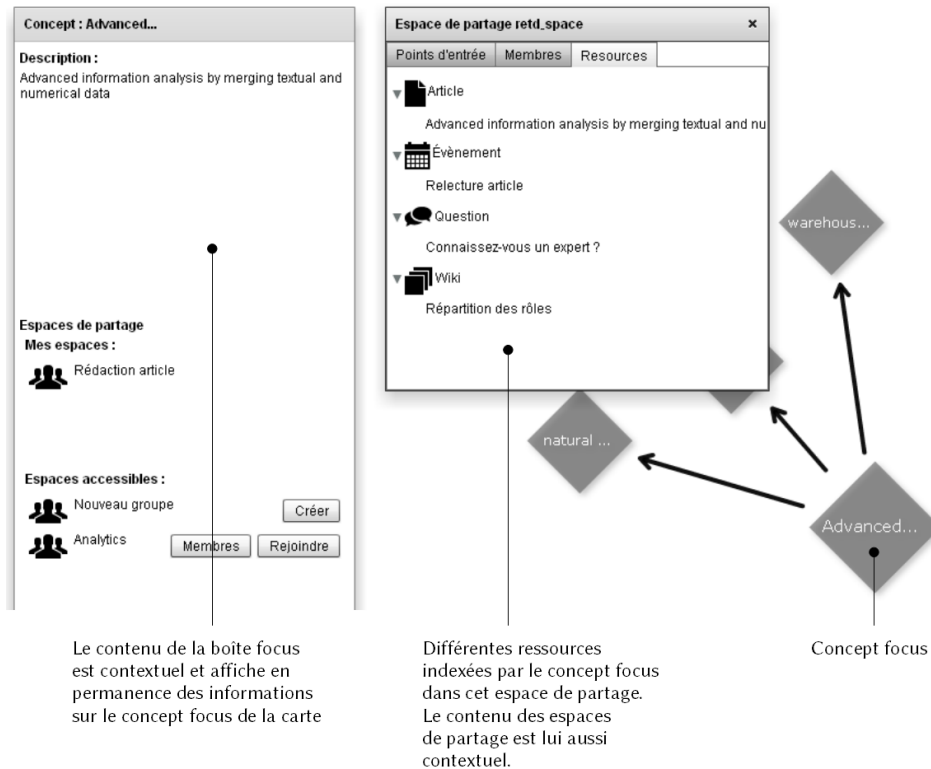 Concept : Advanced...
Description :
Advanced information analysis by merging textual and
numerical data
Espaces de partage
Mes espaces :
Rédaction article
Espaces accessibles :
Nouveau groupe
Créer
Analytics
Membres
Rejoindre
Espace de partage retd_space
×
Points d'entrée
Membres
Resources
Article
Advanced information analysis by merging textual and nu
Évènement
Relecture article
Question
Connaissez-vous un expert ?
Wiki
Répartition des rôles
warehous...
natural ...
Advanced...
Le contenu de la boîte focus
est contextuel et affiche en
permanence des informations
sur le concept focus de la carte
Différentes ressources
indexées par le concept focus
dans cet espace de partage.
Le contenu des espaces
de partage est lui aussi
contextuel.
Concept focus